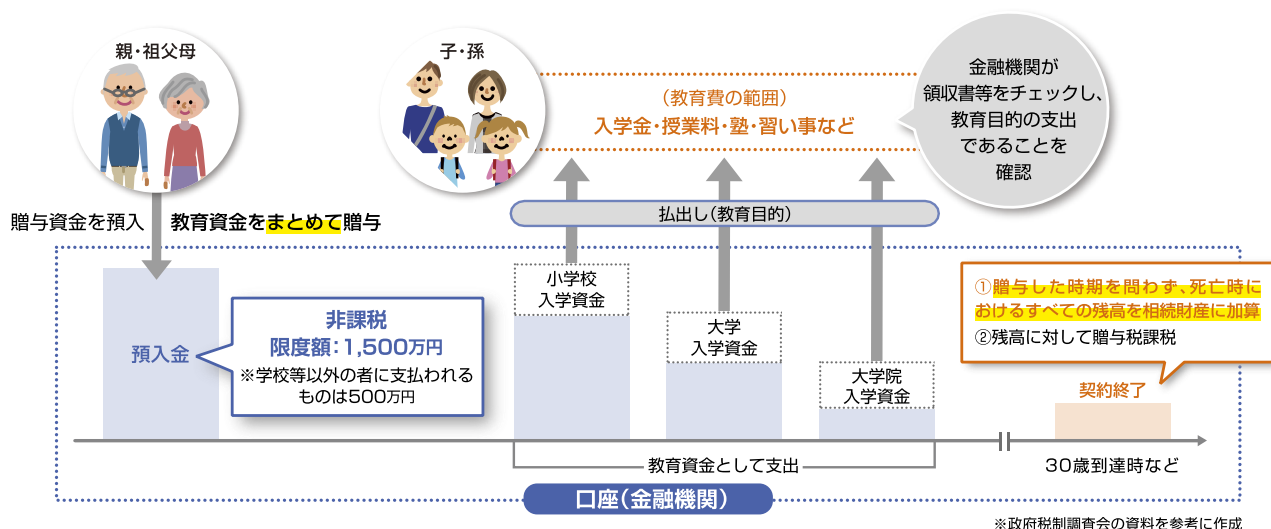 親・祖父母
子・孫
(教育費の範囲)
入学金・授業料・塾・習い事など
金融機関が
領収書等をチェックし、
教育目的の支出
であることを
確認
贈与資金を預入
教育資金をまとめて贈与
払出し(教育目的)
預入金
非課税
限度額:1,500万円
※学校等以外の者に支払われる
ものは500万円
小学校
入学資金
大学
入学資金
大学院
入学資金
①贈与した時期を問わず、死亡時に
おけるすべての残高を相続財産に加算
②残高に対して贈与税課税
契約終了
教育資金として支出
30歳到達時など
口座(金融機関)
※政府税制調査会の資料を参考に作成